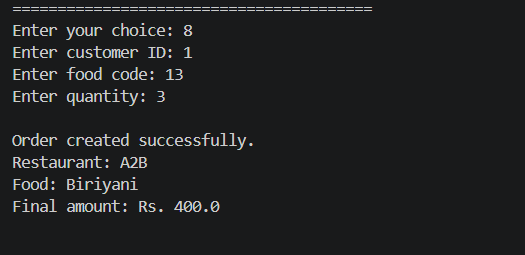 ========================================
Enter your choice: 8
Enter customer ID: 1
Enter food code: 13
Enter quantity: 3
Order created successfully.
Restaurant: A2B
Food: Biriyani
Final amount: Rs. 400.0